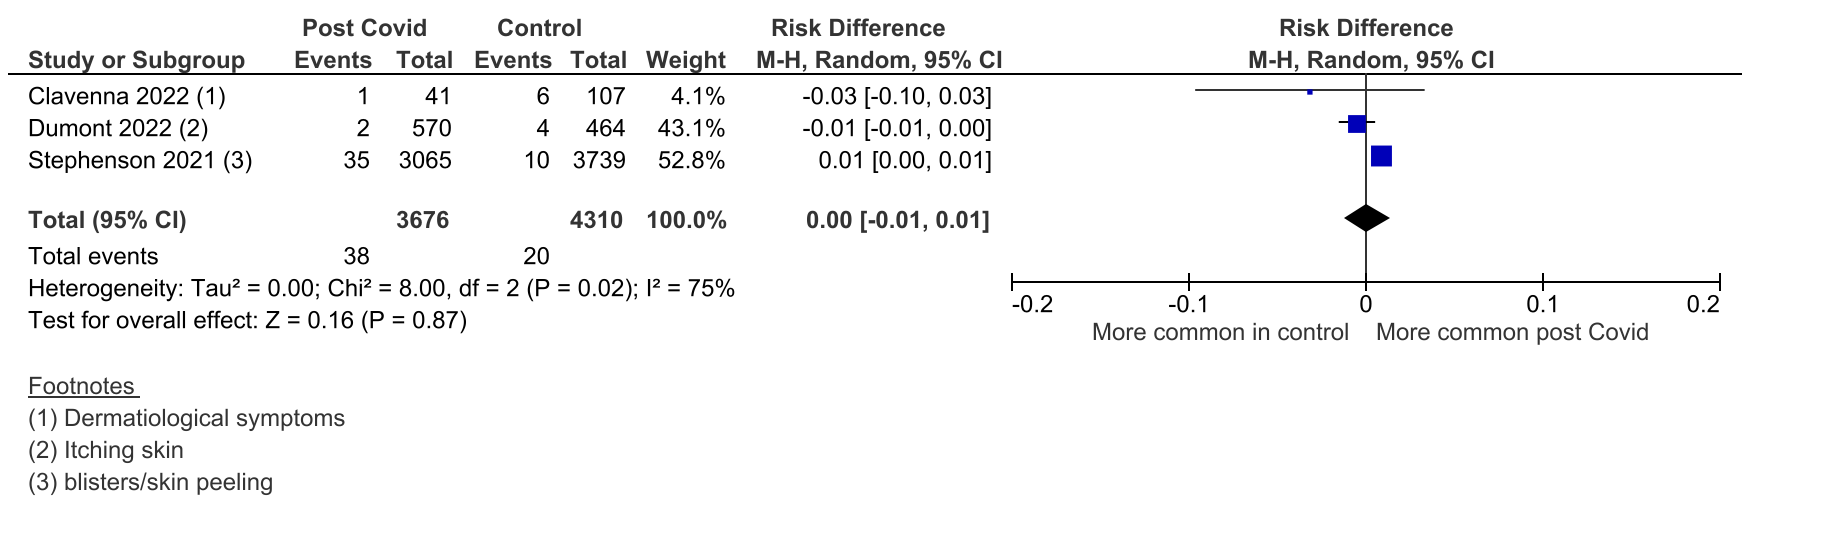 Post Covid Control Risk Difference Risk Difference
Study or Subgroup Events Total Events Total Weight M-H, Random, 95% CI M-H, Random, 95% CI
Clavenna 2022 (1) 1 41 6 107 4.1% -0.03 [-0.10, 0.03]
Dumont 2022 (2) 2 570 4 464 43.1% -0.01 [-0.01, 0.00]
Stephenson 2021 (3) 35 3065 10 3739 52.8% 0.01 [0.00, 0.01]
Total (95% CI) 3676 4310 100.0% 0.00 [-0.01, 0.01]
Total events 38 20
Heterogeneity: Tau² = 0.00; Chi² = 8.00, df = 2 (P = 0.02); I² = 75%
Test for overall effect: Z = 0.16 (P = 0.87)
-0.2 -0.1 0 0.1 0.2
More common in control More common post Covid
Footnotes
(1) Dermatiological symptoms
(2) Itching skin
(3) blisters/skin peeling